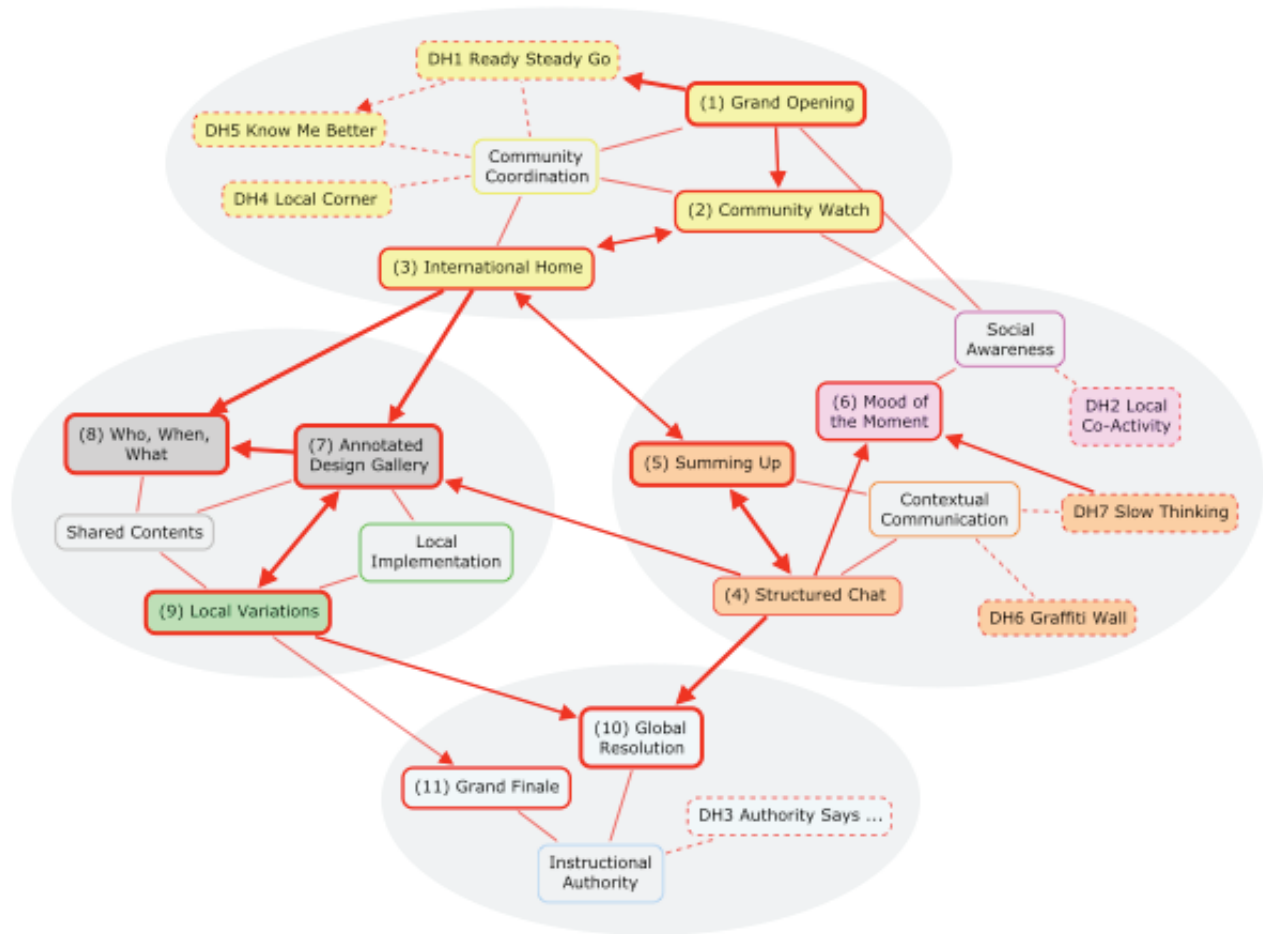 DH1 Ready Steady Go
(1) Grand Opening
DH5 Know Me Better
Community
Coordination
DH4 Local Corner
(2) Community Watch
(3) International Home
Social
Awareness
(6) Mood of
the Moment
DH2 Local
Co-Activity
(8) Who, When,
What
(7) Annotated
Design Gallery
(5) Summing Up
Contextual
Communication
DH7 Slow Thinking
Shared Contents
Local
Implementation
(9) Local Variations
(4) Structured Chat
DH6 Graffiti Wall
(10) Global
Resolution
(11) Grand Finale
DH3 Authority Says ...
Instructional
Authority